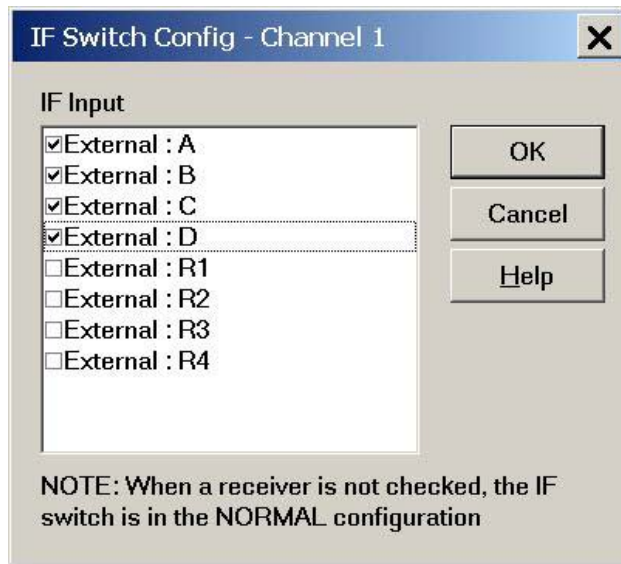 IF Switch Config - Channel 1
IF Input
External : A
External : B
External : C
External : D
External : R1
External : R2
External : R3
External : R4
OK
Cancel
Help
NOTE: When a receiver is not checked, the IF
switch is in the NORMAL configuration